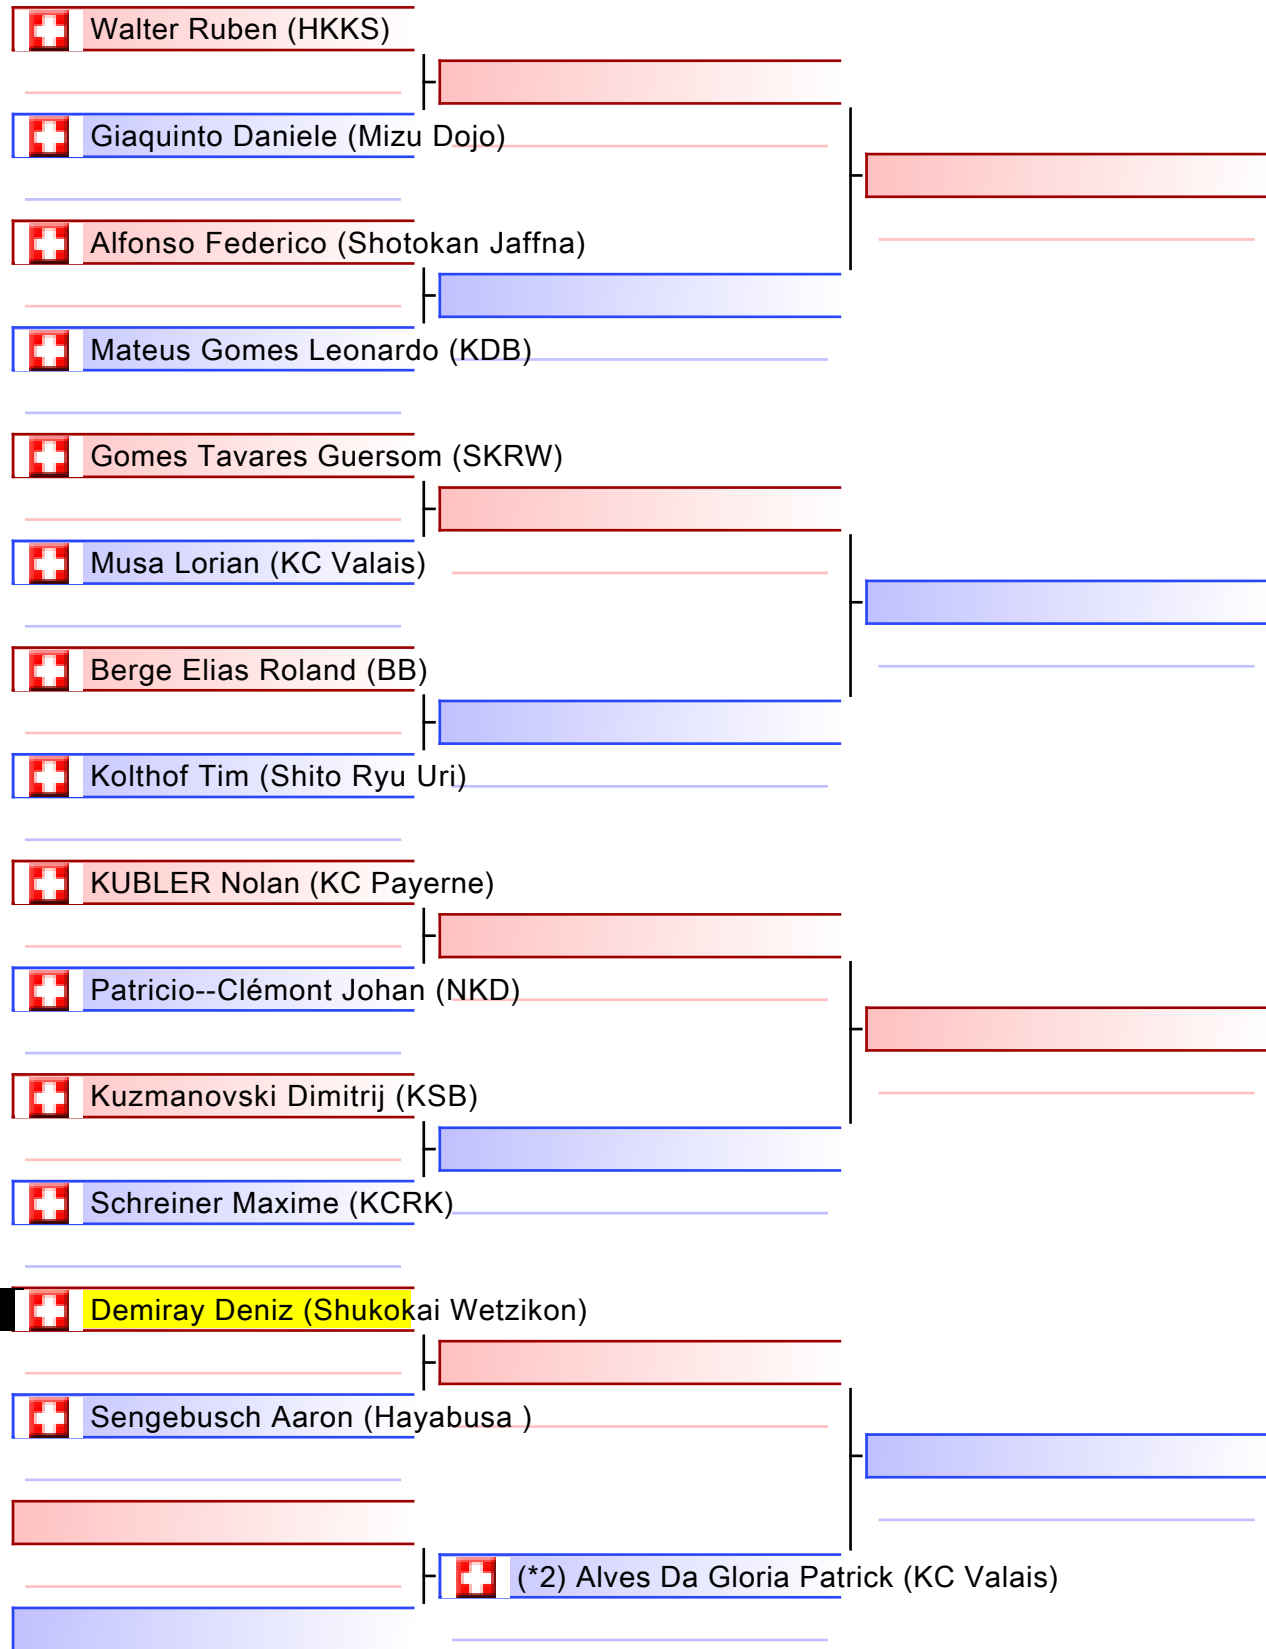 Walter Ruben (HKKS)
Giaquinto Daniele (Mizu Dojo)
Alfonso Federico (Shotokan Jaffna)
Mateus Gomes Leonardo (KDB)
Gomes Tavares Guersom (SKRW)
Musa Lorian (KC Valais)
Berge Elias Roland (BB)
Kolthof Tim (Shito Ryu Uri)
KUBLER Nolan (KC Payerne)
Patricio--Clémont Johan (NKD)
Kuzmanovski Dimitrij (KSB)
Schreiner Maxime (KCRK)
Demiray Deniz (Shukokai Wetzikon)
Sengebusch Aaron (Hayabusa )
(*2) Alves Da Gloria Patrick (KC Valais)